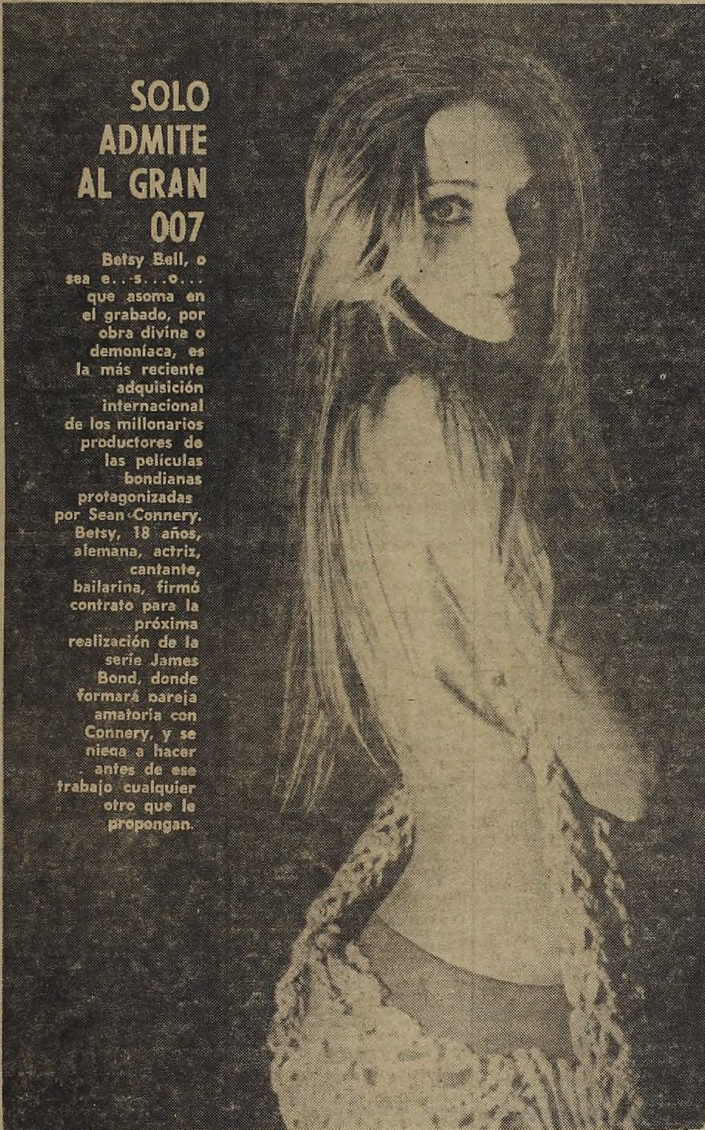 SOLO
ADMITE
AL GRAN
007
Betsy Bell, o
sea e...s...o...
que asoma en
el grabado, por
obra divina o
demoníaca, es
la más reciente
adquisición
internacional
de los millonarios
productores de
las películas
bondianas
protagonizadas
por Sean Connery.
Betsy, 18 años,
alemana, actriz,
cantante,
bailarina, firmó
contrato para la
próxima
realización de la
serie James
Bond, donde
formará pareja
amatoria con
Connery, y se
niega a hacer
antes de ese
trabajo cualquier
otro que le
propongan.